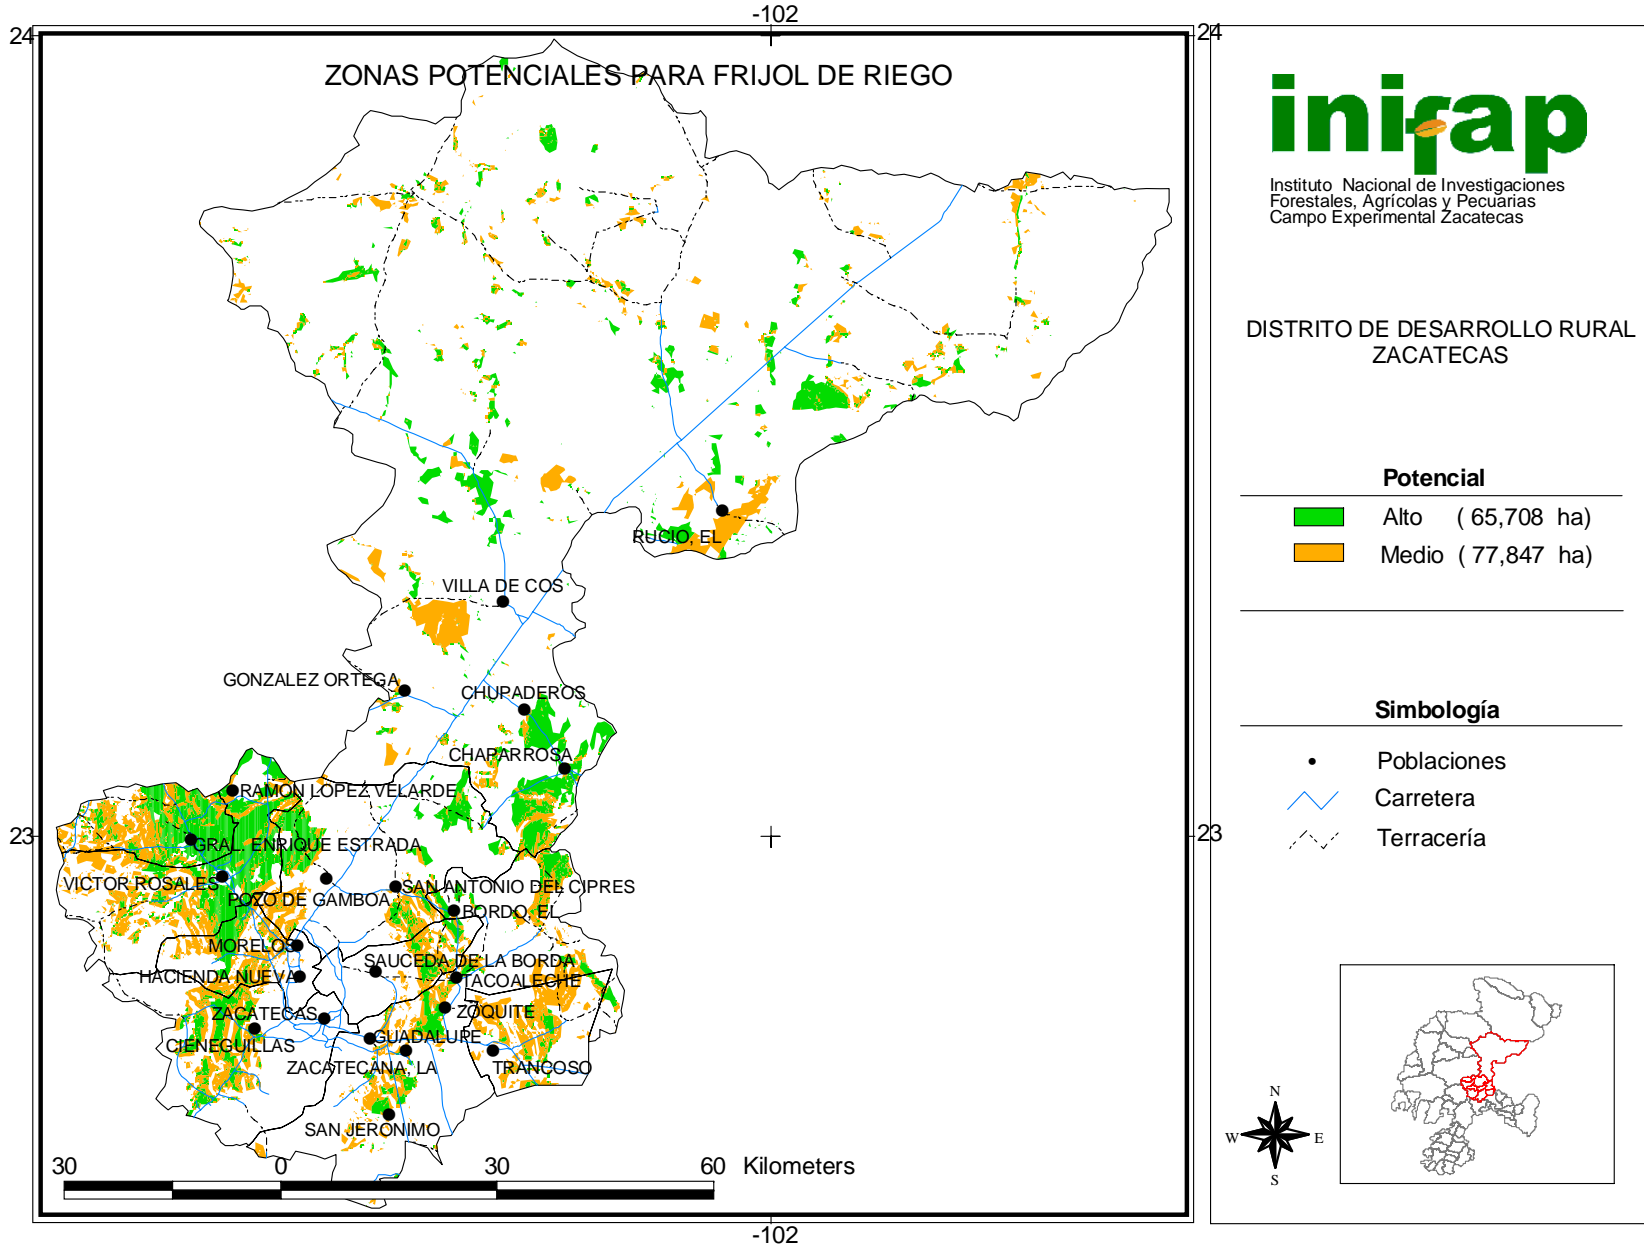 -102
24
24
ZONAS POTENCIALES PARA FRIJOL DE RIEGO
RUCIO, EL
VILLA DE COS
GONZALEZ ORTEGA
CHUPADEROS
CHAPARROSA
RAMON LOPEZ VELARDE
23
23
GRAL. ENRIQUE ESTRADA
VICTOR ROSALES
SAN ANTONIO DEL CIPRES
POZO DE GAMBOA
BORDO, EL
MORELOS
SAUCEDA DE LA BORDA
HACIENDA NUEVA
TACOALECHE
ZACATECAS
ZOQUITE
GUADALUPE
CIENEGUILLAS
ZACATECANA, LA
TRANCOSO
SAN JERONIMO
30 0 30 60 Kilometers
-102
inifap
Instituto Nacional de Investigaciones
Forestales, Agrícolas y Pecuarias
Campo Experimental Zacatecas
DISTRITO DE DESARROLLO RURAL
ZACATECAS
Potencial
Alto ( 65,708 ha)
Medio ( 77,847 ha)
Simbología
Poblaciones
Carretera
Terracería
N
W E
S